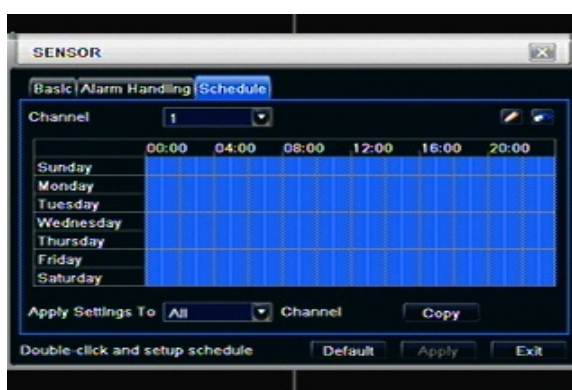 SENSOR
Basic Alarm Handling Schedule
Channel 1
00:00 04:00 08:00 12:00 16:00 20:00
Sunday
Monday
Tuesday
Wednesday
Thursday
Friday
Saturday
Apply Settings To All Channel Copy
Double-click and setup schedule Default Apply Exit